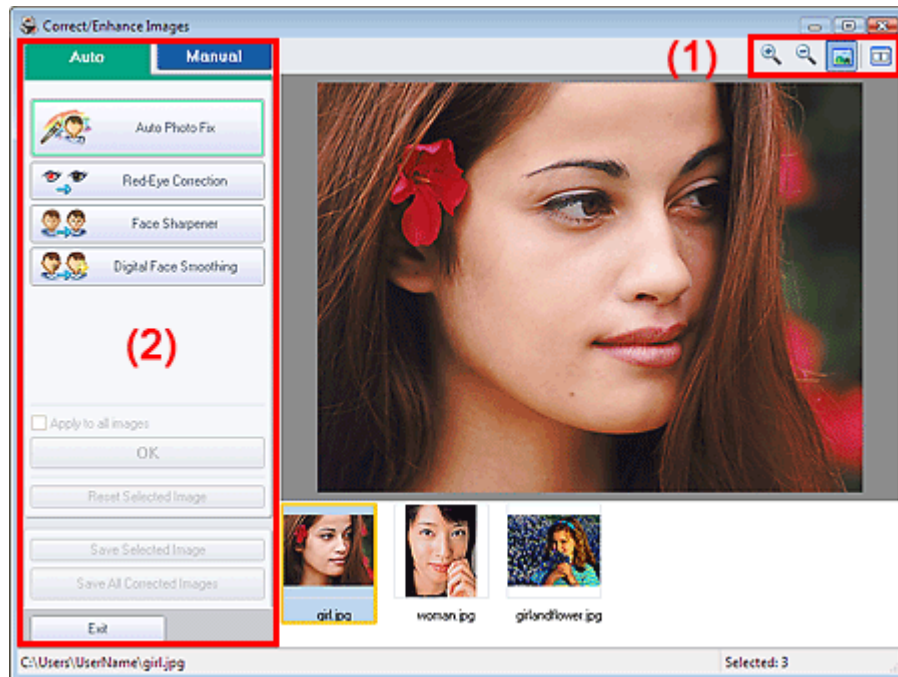 Correct/Enhance Images
Auto
Manual
(1)
Auto Photo Fix
Red-Eye Correction
Face Sharpener
Digital Face Smoothing
(2)
Apply to all images
OK
Reset Selected Image
Save Selected Image
Save All Corrected Images
Exit
girl.jpg
woman.jpg
girlandflower.jpg
C:\Users\UserName\girl.jpg
Selected: 3